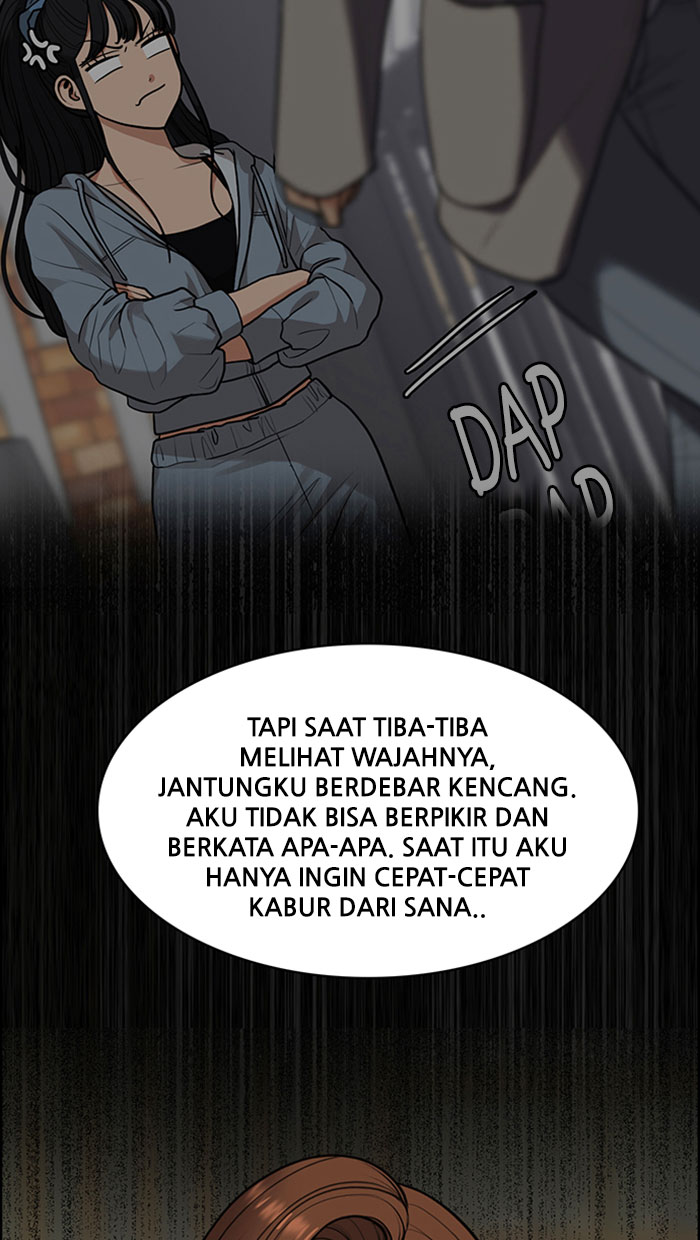 DAP
DAP
TAPI SAAT TIBA-TIBA
MELIHAT WAJAHNYA,
JANTUNGKU BERDEBAR KENCANG.
AKU TIDAK BISA BERPIKIR DAN
BERKATA APA-APA. SAAT ITU AKU
HANYA INGIN CEPAT-CEPAT
KABUR DARI SANA..